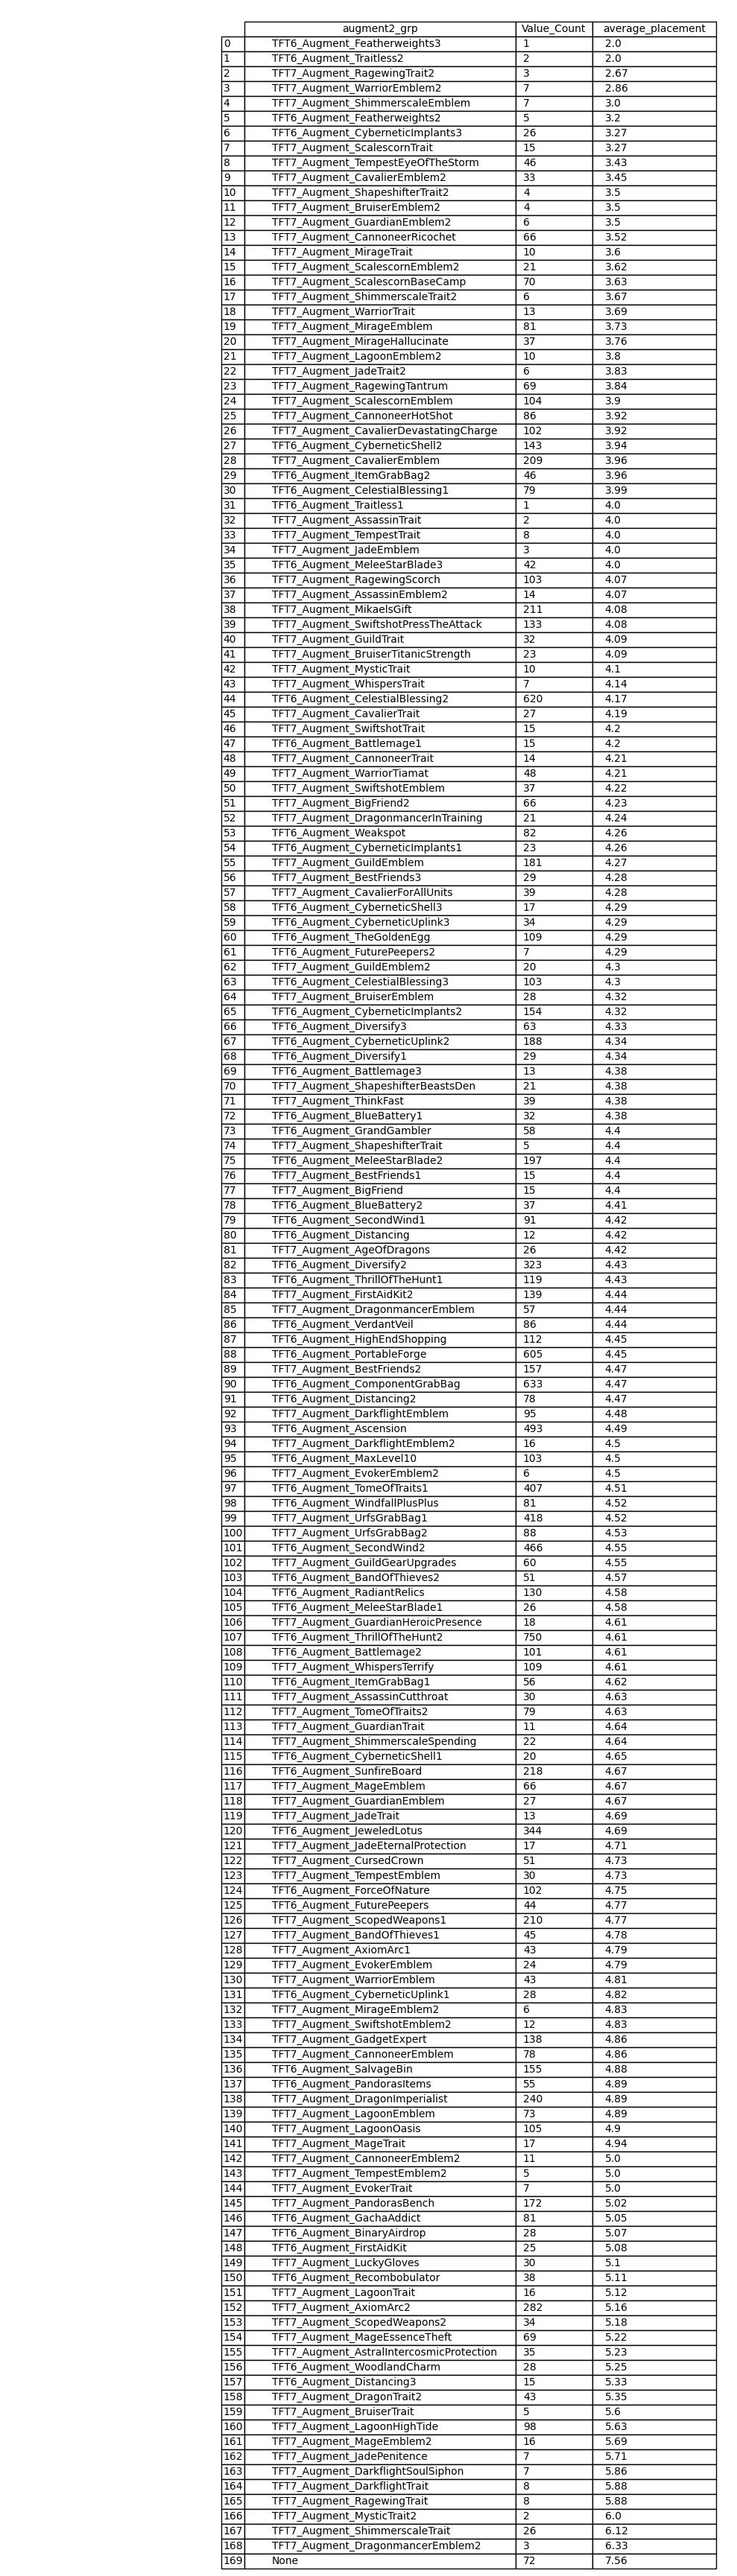 augment2_grp Value_Count average_placement
0 TFT6_Augment_Featherweights3 1 2.0
1 TFT6_Augment_Traitless2 2 2.0
2 TFT7_Augment_RagewingTrait2 3 2.67
3 TFT7_Augment_WarriorEmblem2 7 2.86
4 TFT7_Augment_ShimmerscaleEmblem 7 3.0
5 TFT6_Augment_Featherweights2 5 3.2
6 TFT6_Augment_CyberneticImplants3 26 3.27
7 TFT7_Augment_ScalescornTrait 15 3.27
8 TFT7_Augment_TempestEyeOfTheStorm 46 3.43
9 TFT7_Augment_CavalierEmblem2 33 3.45
10 TFT7_Augment_ShapeshifterTrait2 4 3.5
11 TFT7_Augment_BruiserEmblem2 4 3.5
12 TFT7_Augment_GuardianEmblem2 6 3.5
13 TFT7_Augment_CannoneerRicochet 66 3.52
14 TFT7_Augment_MirageTrait 10 3.6
15 TFT7_Augment_ScalescornEmblem2 21 3.62
16 TFT7_Augment_ScalescornBaseCamp 70 3.63
17 TFT7_Augment_ShimmerscaleTrait2 6 3.67
18 TFT7_Augment_WarriorTrait 13 3.69
19 TFT7_Augment_MirageEmblem 81 3.73
20 TFT7_Augment_MirageHallucinate 37 3.76
21 TFT7_Augment_LagoonEmblem2 10 3.8
22 TFT7_Augment_JadeTrait2 6 3.83
23 TFT7_Augment_RagewingTantrum 69 3.84
24 TFT7_Augment_ScalescornEmblem 104 3.9
25 TFT7_Augment_CannoneerHotShot 86 3.92
26 TFT7_Augment_CavalierDevastatingCharge 102 3.92
27 TFT6_Augment_CyberneticShell2 143 3.94
28 TFT7_Augment_CavalierEmblem 209 3.96
29 TFT6_Augment_ItemGrabBag2 46 3.96
30 TFT6_Augment_CelestialBlessing1 79 3.99
31 TFT6_Augment_Traitless1 1 4.0
32 TFT7_Augment_AssassinTrait 2 4.0
33 TFT7_Augment_TempestTrait 8 4.0
34 TFT7_Augment_JadeEmblem 3 4.0
35 TFT6_Augment_MeleeStarBlade3 42 4.0
36 TFT7_Augment_RagewingScorch 103 4.07
37 TFT7_Augment_AssassinEmblem2 14 4.07
38 TFT7_Augment_MikaelsGift 211 4.08
39 TFT7_Augment_SwiftshotPressTheAttack 133 4.08
40 TFT7_Augment_GuildTrait 32 4.09
41 TFT7_Augment_BruiserTitanicStrength 23 4.09
42 TFT7_Augment_MysticTrait 10 4.1
43 TFT7_Augment_WhispersTrait 7 4.14
44 TFT6_Augment_CelestialBlessing2 620 4.17
45 TFT7_Augment_CavalierTrait 27 4.19
46 TFT7_Augment_SwiftshotTrait 15 4.2
47 TFT6_Augment_Battlemage1 15 4.2
48 TFT7_Augment_CannoneerTrait 14 4.21
49 TFT7_Augment_WarriorTiamat 48 4.21
50 TFT7_Augment_SwiftshotEmblem 37 4.22
51 TFT7_Augment_BigFriend2 66 4.23
52 TFT7_Augment_DragonmancerInTraining 21 4.24
53 TFT6_Augment_Weakspot 82 4.26
54 TFT6_Augment_CyberneticImplants1 23 4.26
55 TFT7_Augment_GuildEmblem 181 4.27
56 TFT7_Augment_BestFriends3 29 4.28
57 TFT7_Augment_CavalierForAllUnits 39 4.28
58 TFT6_Augment_CyberneticShell3 17 4.29
59 TFT6_Augment_CyberneticUplink3 34 4.29
60 TFT6_Augment_TheGoldenEgg 109 4.29
61 TFT7_Augment_FuturePeepers2 7 4.29
62 TFT7_Augment_GuildEmblem2 20 4.3
63 TFT6_Augment_CelestialBlessing3 103 4.3
64 TFT7_Augment_BruiserEmblem 28 4.32
65 TFT6_Augment_CyberneticImplants2 154 4.32
66 TFT6_Augment_Diversify3 63 4.33
67 TFT6_Augment_CyberneticUplink2 188 4.34
68 TFT6_Augment_Diversify1 29 4.34
69 TFT6_Augment_Battlemage3 13 4.38
70 TFT7_Augment_ShapeshifterBeastsDen 21 4.38
71 TFT7_Augment_ThinkFast 39 4.38
72 TFT6_Augment_BlueBattery1 32 4.38
73 TFT6_Augment_GrandGambler 58 4.4
74 TFT7_Augment_ShapeshifterTrait 5 4.4
75 TFT6_Augment_MeleeStarBlade2 197 4.4
76 TFT7_Augment_BestFriends1 15 4.4
77 TFT7_Augment_BigFriend 15 4.4
78 TFT6_Augment_BlueBattery2 37 4.41
79 TFT6_Augment_SecondWind1 91 4.42
80 TFT6_Augment_Distancing 12 4.42
81 TFT7_Augment_AgeOfDragons 26 4.42
82 TFT6_Augment_Diversify2 323 4.43
83 TFT6_Augment_ThrillOfTheHunt1 119 4.43
84 TFT7_Augment_FirstAidKit2 139 4.44
85 TFT7_Augment_DragonmancerEmblem 57 4.44
86 TFT6_Augment_VerdantVeil 86 4.44
87 TFT6_Augment_HighEndShopping 112 4.45
88 TFT6_Augment_PortableForge 605 4.45
89 TFT7_Augment_BestFriends2 157 4.47
90 TFT6_Augment_ComponentGrabBag 633 4.47
91 TFT6_Augment_Distancing2 78 4.47
92 TFT7_Augment_DarkflightEmblem 95 4.48
93 TFT6_Augment_Ascension 493 4.49
94 TFT7_Augment_DarkflightEmblem2 16 4.5
95 TFT6_Augment_MaxLevel10 103 4.5
96 TFT7_Augment_EvokerEmblem2 6 4.5
97 TFT6_Augment_TomeOfTraits1 407 4.51
98 TFT6_Augment_WindfallPlusPlus 81 4.52
99 TFT7_Augment_UrfsGrabBag1 418 4.52
100 TFT7_Augment_UrfsGrabBag2 88 4.53
101 TFT6_Augment_SecondWind2 466 4.55
102 TFT7_Augment_GuildGearUpgrades 60 4.55
103 TFT6_Augment_BandOfThieves2 51 4.57
104 TFT6_Augment_RadiantRelics 130 4.58
105 TFT6_Augment_MeleeStarBlade1 26 4.58
106 TFT7_Augment_GuardianHeroicPresence 18 4.61
107 TFT6_Augment_ThrillOfTheHunt2 750 4.61
108 TFT6_Augment_Battlemage2 101 4.61
109 TFT7_Augment_WhispersTerrify 109 4.61
110 TFT6_Augment_ItemGrabBag1 56 4.62
111 TFT7_Augment_AssassinCutthroat 30 4.63
112 TFT7_Augment_TomeOfTraits2 79 4.63
113 TFT7_Augment_GuardianTrait 11 4.64
114 TFT7_Augment_ShimmerscaleSpending 22 4.64
115 TFT6_Augment_CyberneticShell1 20 4.65
116 TFT6_Augment_SunfireBoard 218 4.67
117 TFT7_Augment_MageEmblem 66 4.67
118 TFT7_Augment_GuardianEmblem 27 4.67
119 TFT7_Augment_JadeTrait 13 4.69
120 TFT6_Augment_JeweledLotus 344 4.69
121 TFT7_Augment_JadeEternalProtection 17 4.71
122 TFT7_Augment_CursedCrown 51 4.73
123 TFT7_Augment_TempestEmblem 30 4.73
124 TFT6_Augment_ForceOfNature 102 4.75
125 TFT7_Augment_FuturePeepers 44 4.77
126 TFT7_Augment_ScopedWeapons1 210 4.77
127 TFT7_Augment_BandOfThieves1 45 4.78
128 TFT7_Augment_AxiomArc1 43 4.79
129 TFT7_Augment_EvokerEmblem 24 4.79
130 TFT7_Augment_WarriorEmblem 43 4.81
131 TFT6_Augment_CyberneticUplink1 28 4.82
132 TFT7_Augment_MirageEmblem2 6 4.83
133 TFT7_Augment_SwiftshotEmblem2 12 4.83
134 TFT7_Augment_GadgetExpert 138 4.86
135 TFT7_Augment_CannoneerEmblem 78 4.86
136 TFT6_Augment_SalvageBin 155 4.88
137 TFT6_Augment_PandorasItems 55 4.89
138 TFT7_Augment_DragonImperialist 240 4.89
139 TFT7_Augment_LagoonEmblem 73 4.89
140 TFT7_Augment_LagoonOasis 105 4.9
141 TFT7_Augment_MageTrait 17 4.94
142 TFT7_Augment_CannoneerEmblem2 11 5.0
143 TFT7_Augment_TempestEmblem2 5 5.0
144 TFT7_Augment_EvokerTrait 7 5.0
145 TFT7_Augment_PandorasBench 172 5.02
146 TFT6_Augment_GachaAddict 81 5.05
147 TFT6_Augment_BinaryAirdrop 28 5.07
148 TFT6_Augment_FirstAidKit 25 5.08
149 TFT7_Augment_LuckyGloves 30 5.1
150 TFT6_Augment_Recombobulator 38 5.11
151 TFT7_Augment_LagoonTrait 16 5.12
152 TFT7_Augment_AxiomArc2 282 5.16
153 TFT7_Augment_ScopedWeapons2 34 5.18
154 TFT7_Augment_MageEssenceTheft 69 5.22
155 TFT7_Augment_AstralIntercosmicProtection 35 5.23
156 TFT6_Augment_WoodlandCharm 28 5.25
157 TFT6_Augment_Distancing3 15 5.33
158 TFT7_Augment_DragonTrait2 43 5.35
159 TFT7_Augment_BruiserTrait 5 5.6
160 TFT7_Augment_LagoonHighTide 98 5.63
161 TFT7_Augment_MageEmblem2 16 5.69
162 TFT7_Augment_JadePenitence 7 5.71
163 TFT7_Augment_DarkflightSoulSiphon 7 5.86
164 TFT7_Augment_DarkflightTrait 8 5.88
165 TFT7_Augment_RagewingTrait 8 5.88
166 TFT7_Augment_MysticTrait2 2 6.0
167 TFT7_Augment_ShimmerscaleTrait 26 6.12
168 TFT7_Augment_DragonmancerEmblem2 3 6.33
169 None 72 7.56